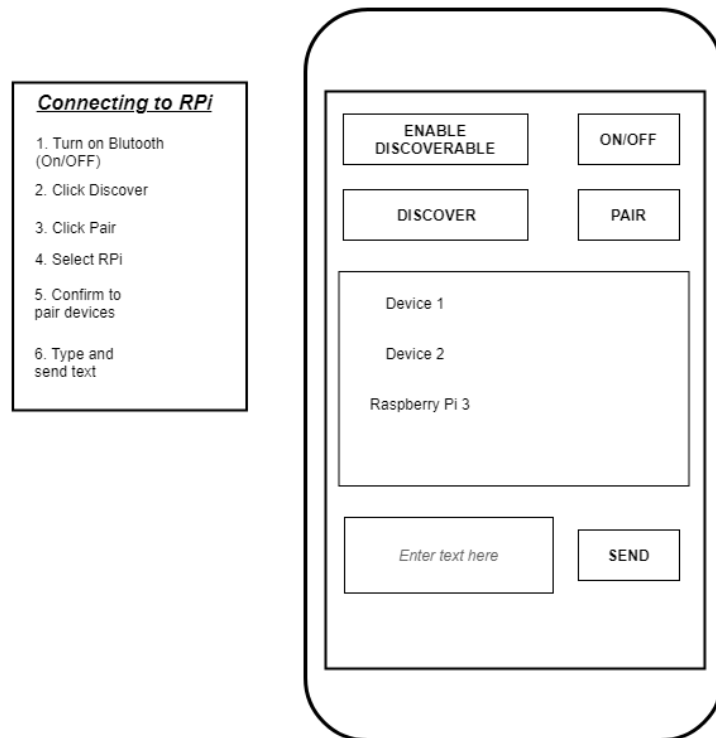 Connecting to RPi
1. Turn on Blutooth
(On/OFF)
2. Click Discover
3. Click Pair
4. Select RPi
5. Confirm to
pair devices
6. Type and
send text
ENABLE
DISCOVERABLE
ON/OFF
DISCOVER
PAIR
Device 1
Device 2
Raspberry Pi 3
Enter text here
SEND